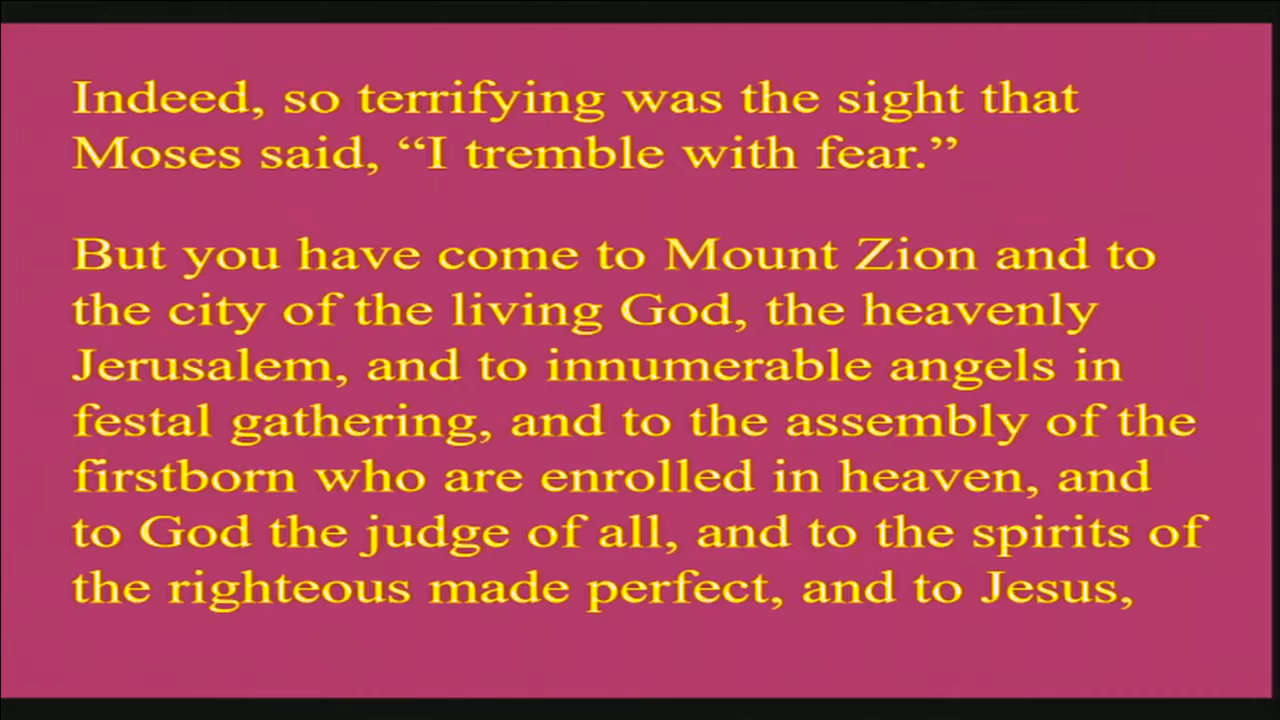 Indeed, so terrifying was the sight that
Moses said, “I tremble with fear.”
But you have come to Mount Zion and to
the city of the living God, the heavenly
Jerusalem, and to innumerable angels in
festal gathering, and to the assembly of the
firstborn who are enrolled in heaven, and
to God the judge of all, and to the spirits of
the righteous made perfect, and to Jesus,